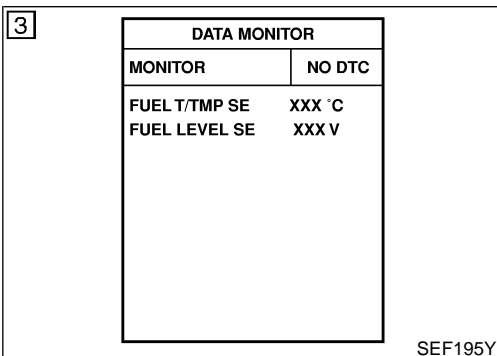 3
DATA MONITOR
MONITOR NO DTC
FUEL T/TMP SE XXX °C
FUEL LEVEL SE XXX V
SEF195Y